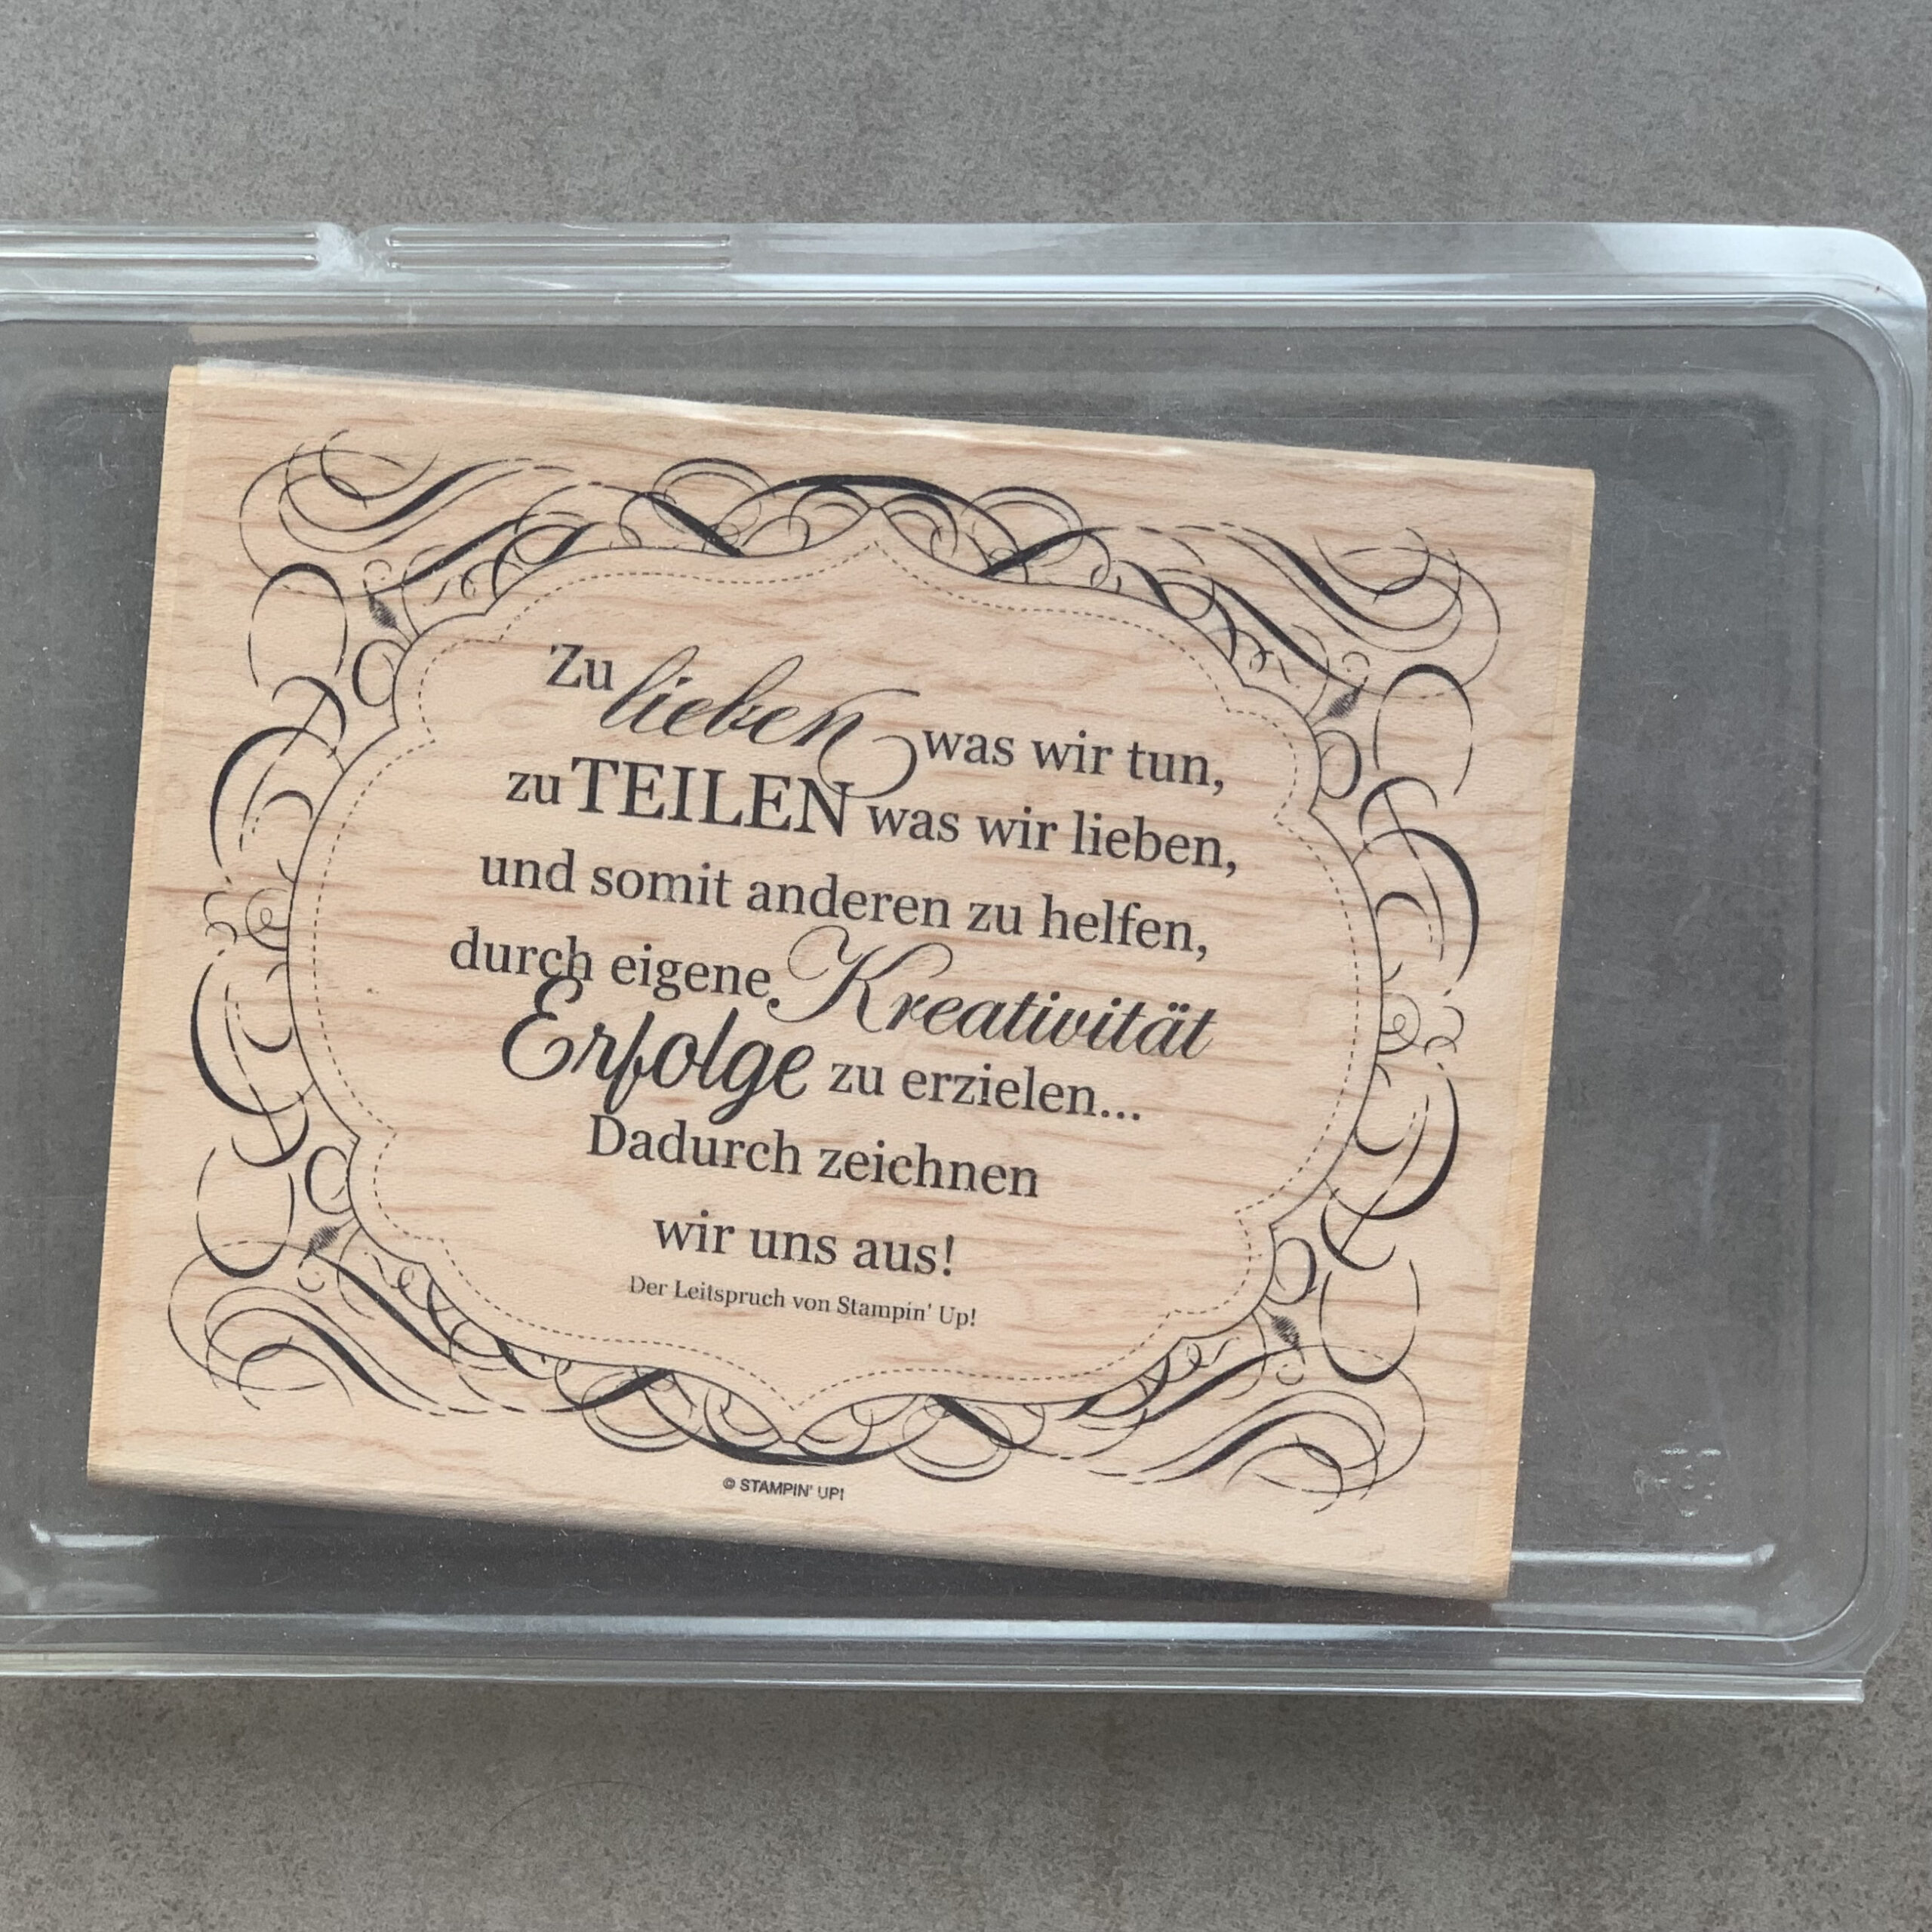 Zu lieben was wir tun,
zu TEILEN was wir lieben,
und somit anderen zu helfen,
durch eigene Kreativität
Erfolge zu erzielen...
Dadurch zeichnen
wir uns aus!
Der Leitspruch von Stampin' Up!
© STAMPIN' UP!